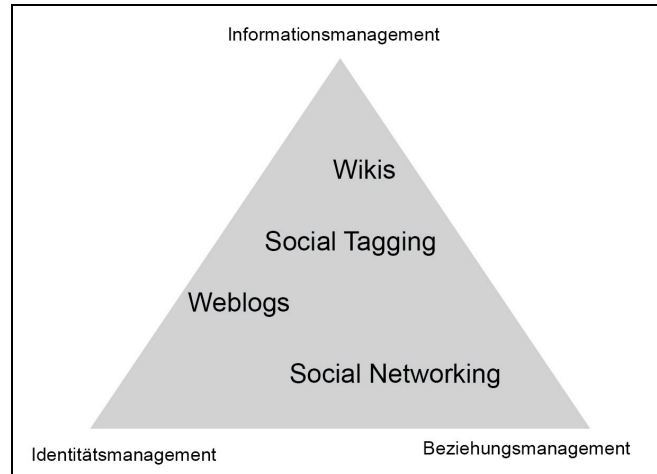 Informationsmanagement
Wikis
Social Tagging
Weblogs
Social Networking
Identitätsmanagement
Beziehungsmanagement